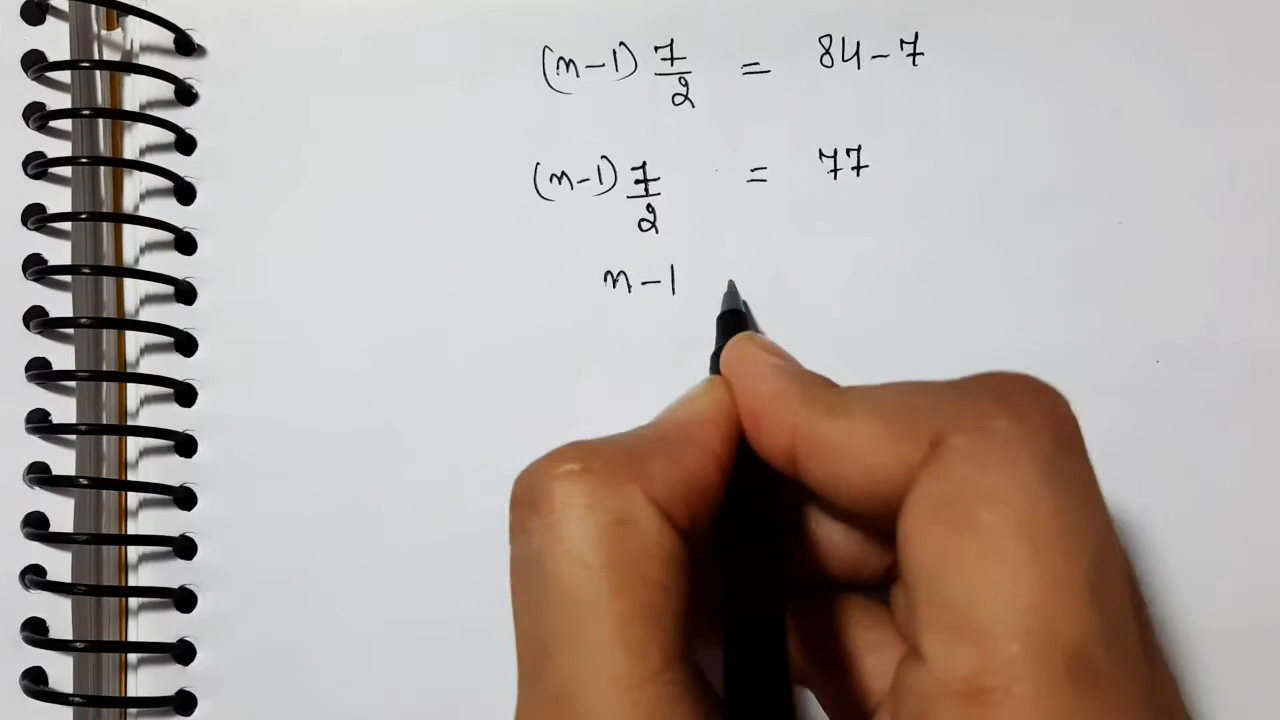 (n-1) 7/2 = 84-7
(n-1) 7/2 = 77
n-1